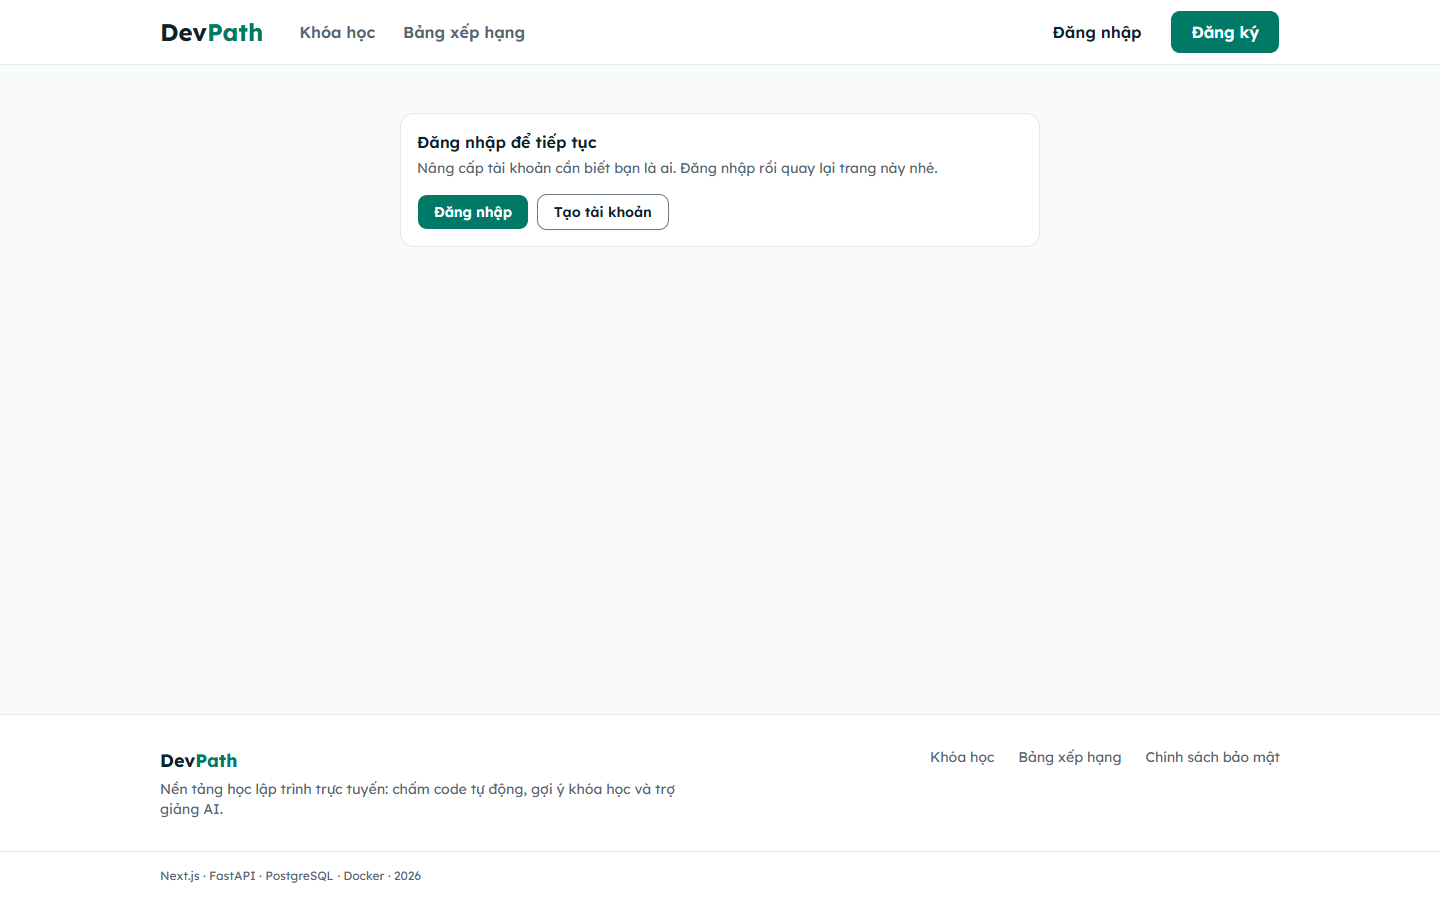 DevPath
Khóa học
Bảng xếp hạng
Đăng nhập
Đăng ký
Đăng nhập để tiếp tục
Nâng cấp tài khoản cần biết bạn là ai. Đăng nhập rồi quay lại trang này nhé.
Đăng nhập
Tạo tài khoản
DevPath
Nền tảng học lập trình trực tuyến: chấm code tự động, gợi ý khóa học và trợ
giảng AI.
Khóa học
Bảng xếp hạng
Chính sách bảo mật
Next.js · FastAPI · PostgreSQL · Docker · 2026